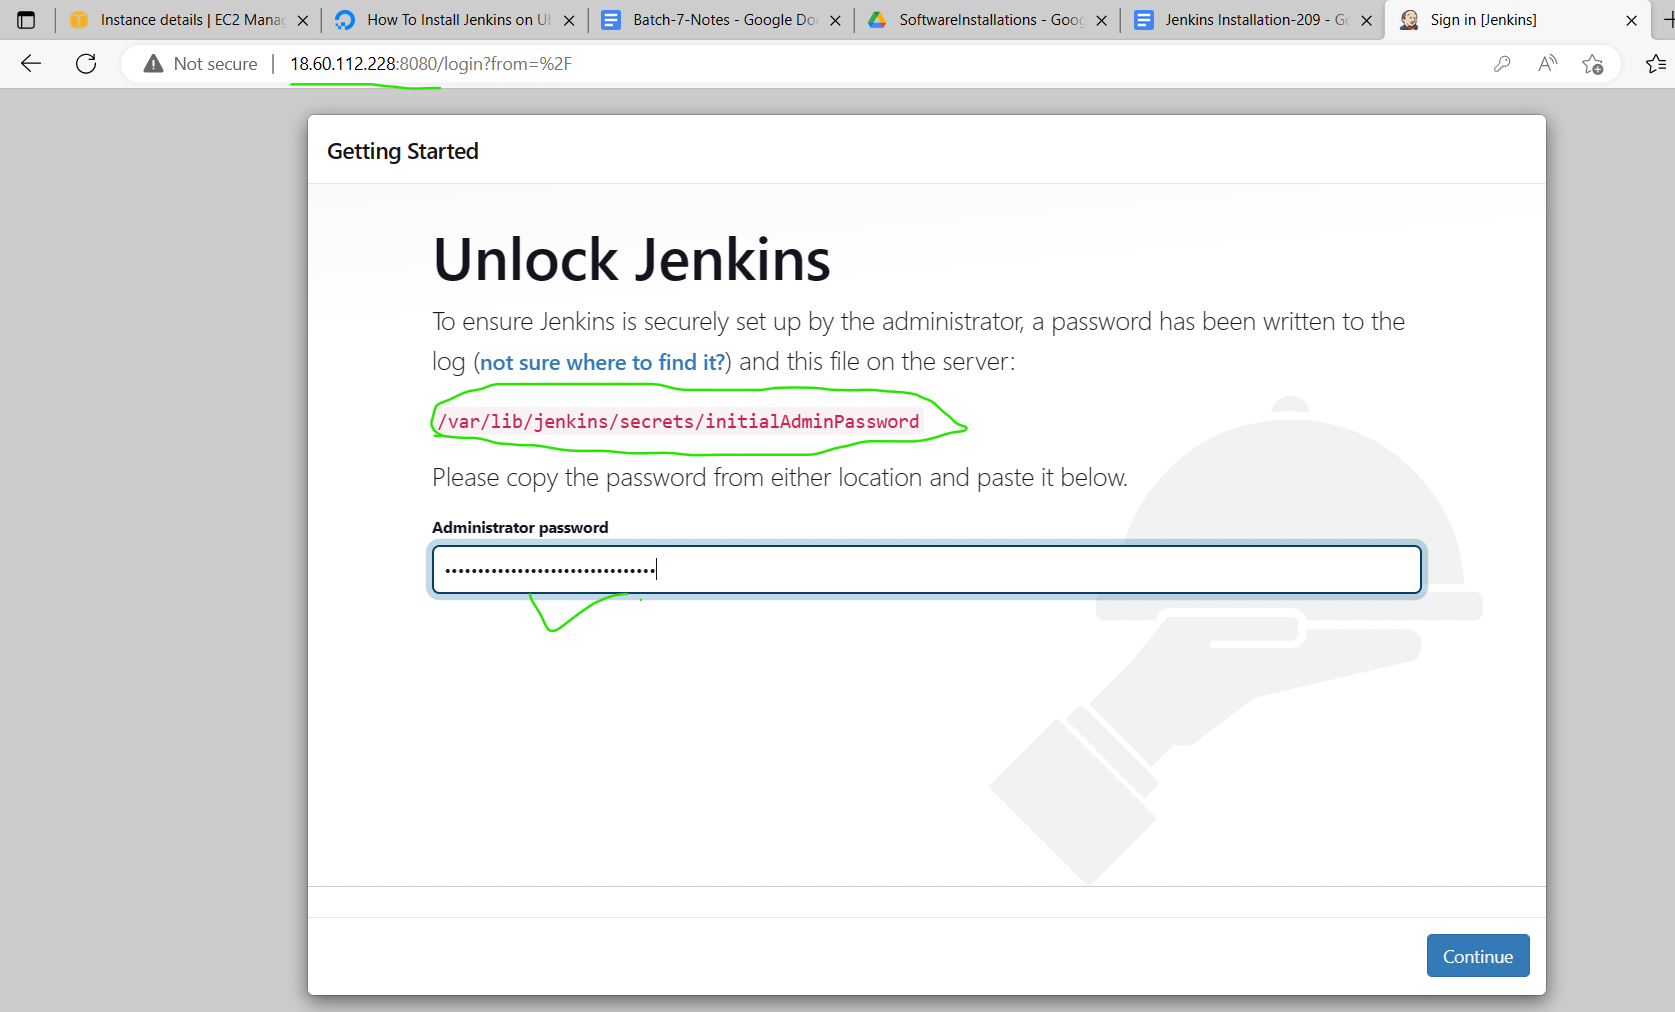 Instance details | EC2 Mana
How To Install Jenkins on U
Batch-7-Notes - Google Do
SoftwareInstallations - Goo
Jenkins Installation-209 - G
Sign in [Jenkins]
Not secure | 18.60.112.228:8080/login?from=%2F
Getting Started
Unlock Jenkins
To ensure Jenkins is securely set up by the administrator, a password has been written to the
log (not sure where to find it?) and this file on the server:
/var/lib/jenkins/secrets/initialAdminPassword
Please copy the password from either location and paste it below.
Administrator password
Continue